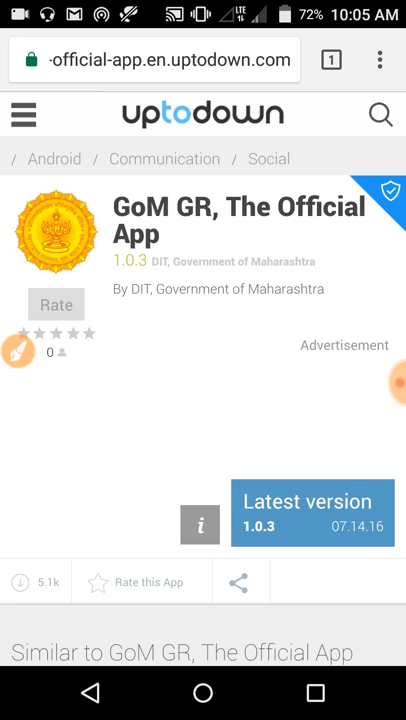 LTE 72% 10:05 AM
-official-app.en.uptodown.com 1
uptodown
/ Android / Communication / Social
GoM GR, The Official
App
1.0.3 DIT, Government of Maharashtra
By DIT, Government of Maharashtra
Rate
0
Advertisement
i
Latest version
1.0.3 07.14.16
5.1k Rate this App
Similar to GoM GR, The Official App